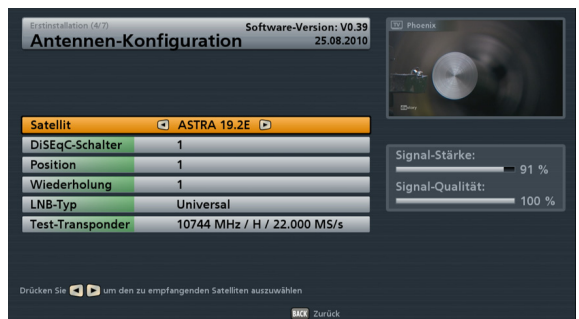 Erstinstallation (4/7)
Software-Version: V0.39
Antennen-Konfiguration
25.08.2010
TV Phoenix
Satellit ASTRA 19.2E
DiSEqC-Schalter 1
Position 1
Wiederholung 1
LNB-Typ Universal
Test-Transponder 10744 MHz / H / 22.000 MS/s
Signal-Stärke:
91 %
Signal-Qualität:
100 %
Drücken Sie um den zu empfangenden Satelliten auszuwählen
BACK Zurück